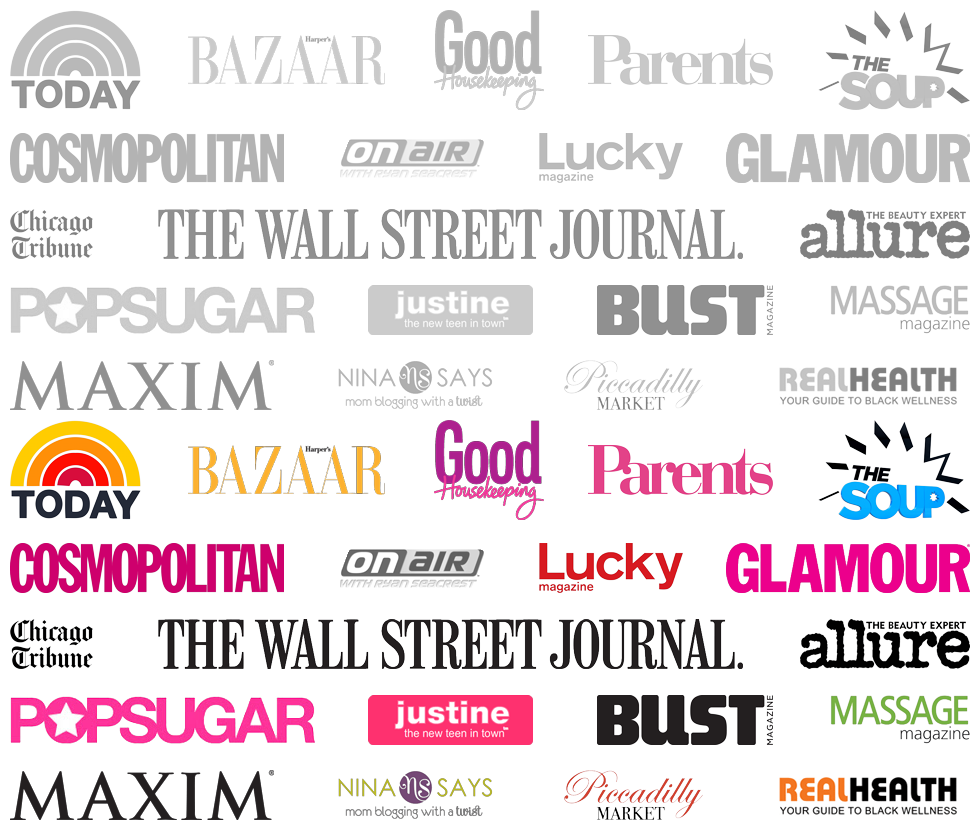 TODAY Harper's BAZAAR Good Housekeeping Parents THE SOUP
COSMOPOLITAN ON AIR WITH RYAN SEACREST Lucky magazine GLAMOUR
Chicago Tribune THE WALL STREET JOURNAL. THE BEAUTY EXPERT allure
POPSUGAR justine™ the new teen in town BUST MAGAZINE MASSAGE magazine
MAXIM® NINA ns SAYS mom blogging with a twist Piccadilly MARKET REALHEALTH YOUR GUIDE TO BLACK WELLNESS
TODAY Harper's BAZAAR Good Housekeeping Parents THE SOUP
COSMOPOLITAN ON AIR WITH RYAN SEACREST Lucky magazine GLAMOUR
Chicago Tribune THE WALL STREET JOURNAL. THE BEAUTY EXPERT allure
POPSUGAR justine™ the new teen in town BUST MAGAZINE MASSAGE magazine
MAXIM® NINA ns SAYS mom blogging with a twist Piccadilly MARKET REALHEALTH YOUR GUIDE TO BLACK WELLNESS